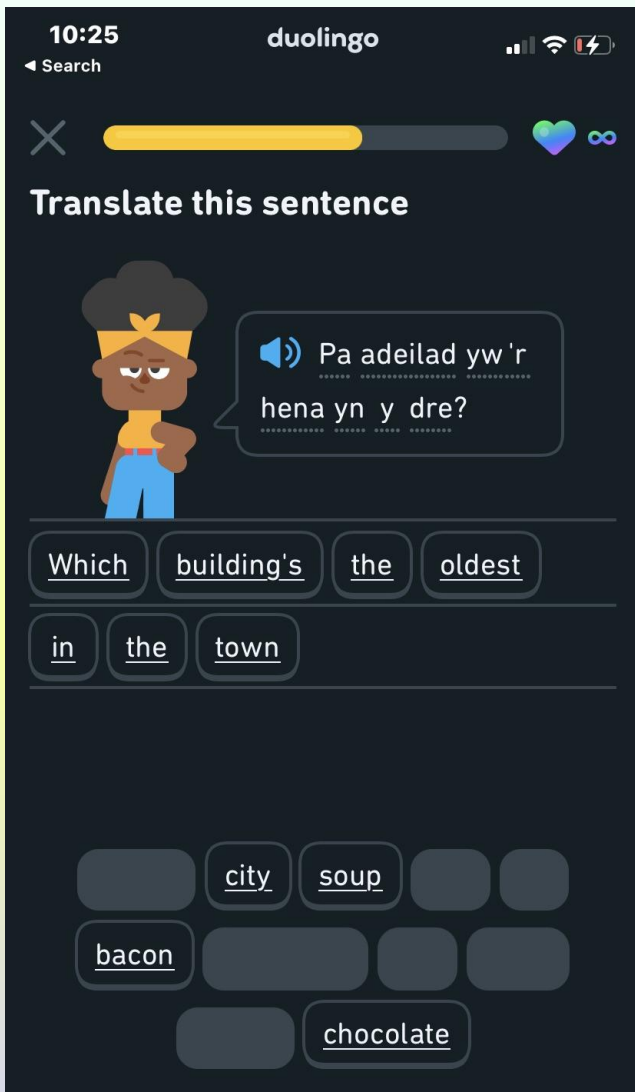 10:25
duolingo
◀ Search
Translate this sentence
Pa adeilad yw 'r
hena yn y dre?
Which building's the oldest
in the town
city soup
bacon
chocolate